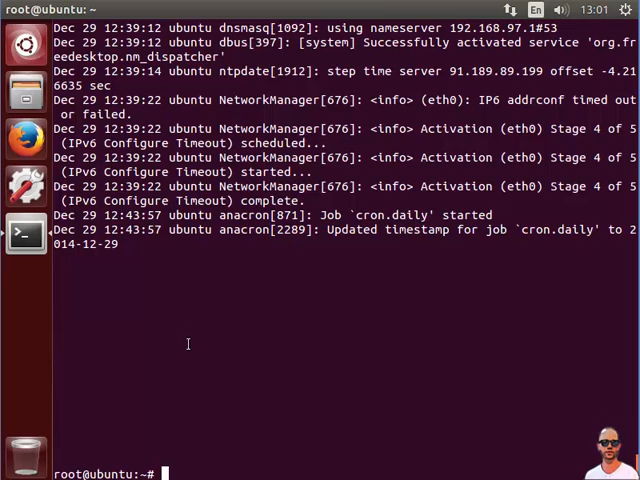 root@ubuntu: ~
En
13:01
Dec 29 12:39:12 ubuntu dnsmasq[1092]: using nameserver 192.168.97.1#53
Dec 29 12:39:12 ubuntu dbus[397]: [system] Successfully activated service 'org.fr
eedesktop.nm_dispatcher'
Dec 29 12:39:14 ubuntu ntpdate[1912]: step time server 91.189.89.199 offset -4.21
6635 sec
Dec 29 12:39:22 ubuntu NetworkManager[676]: <info> (eth0): IP6 addrconf timed out
or failed.
Dec 29 12:39:22 ubuntu NetworkManager[676]: <info> Activation (eth0) Stage 4 of 5
(IPv6 Configure Timeout) scheduled...
Dec 29 12:39:22 ubuntu NetworkManager[676]: <info> Activation (eth0) Stage 4 of 5
(IPv6 Configure Timeout) started...
Dec 29 12:39:22 ubuntu NetworkManager[676]: <info> Activation (eth0) Stage 4 of 5
(IPv6 Configure Timeout) complete.
Dec 29 12:43:57 ubuntu anacron[871]: Job `cron.daily' started
Dec 29 12:43:57 ubuntu anacron[2289]: Updated timestamp for job `cron.daily' to 2
014-12-29
root@ubuntu:~#